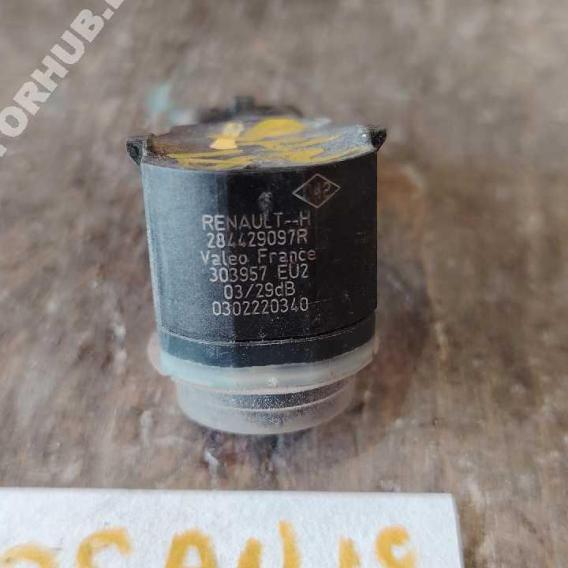 RENAULT--H
284429097R
Valeo France
303957 EU2
03/29dB
0302220340